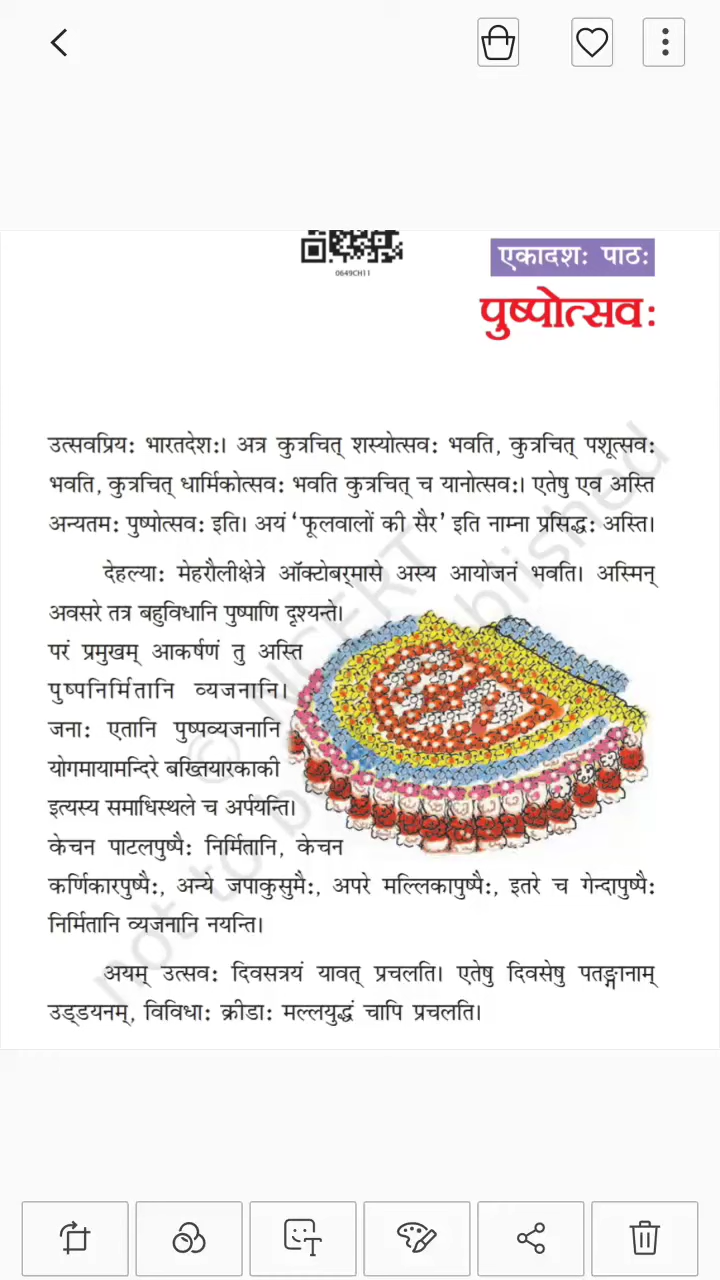 0649CH11
एकादशः पाठः
पुष्पोत्सवः
उत्सवप्रियः भारतदेशः। अत्र कुत्रचित् शस्योत्सवः भवति, कुत्रचित् पशूत्सवः
भवति, कुत्रचित् धार्मिकोत्सवः भवति कुत्रचित् च यानोत्सवः। एतेषु एव अस्ति
अन्यतमः पुष्पोत्सवः इति। अयं ‘फूलवालों की सैर’ इति नाम्ना प्रसिद्धः अस्ति।
देहल्याः मेहरौलीक्षेत्रे ऑक्टोबर्‌मासे अस्य आयोजनं भवति। अस्मिन्
अवसरे तत्र बहुविधानि पुष्पाणि दृश्यन्ते।
परं प्रमुखम् आकर्षणं तु अस्ति
पुष्पनिर्मितानि व्यजनानि।
जनाः एतानि पुष्पव्यजनानि
योगमायामन्दिरे बख्तियारकाकी
इत्यस्य समाधिस्थले च अर्पयन्ति।
केचन पाटलपुष्पैः निर्मितानि, केचन
कर्णिकारपुष्पैः, अन्ये जपाकुसुमैः, अपरे मल्लिकापुष्पैः, इतरे च गेन्दापुष्पैः
निर्मितानि व्यजनानि नयन्ति।
अयम् उत्सवः दिवसत्रयं यावत् प्रचलति। एतेषु दिवसेषु पतङ्गानाम्
उड्डयनम्, विविधाः क्रीडाः मल्लयुद्धं चापि प्रचलति।
© NCERT
not to be published
T